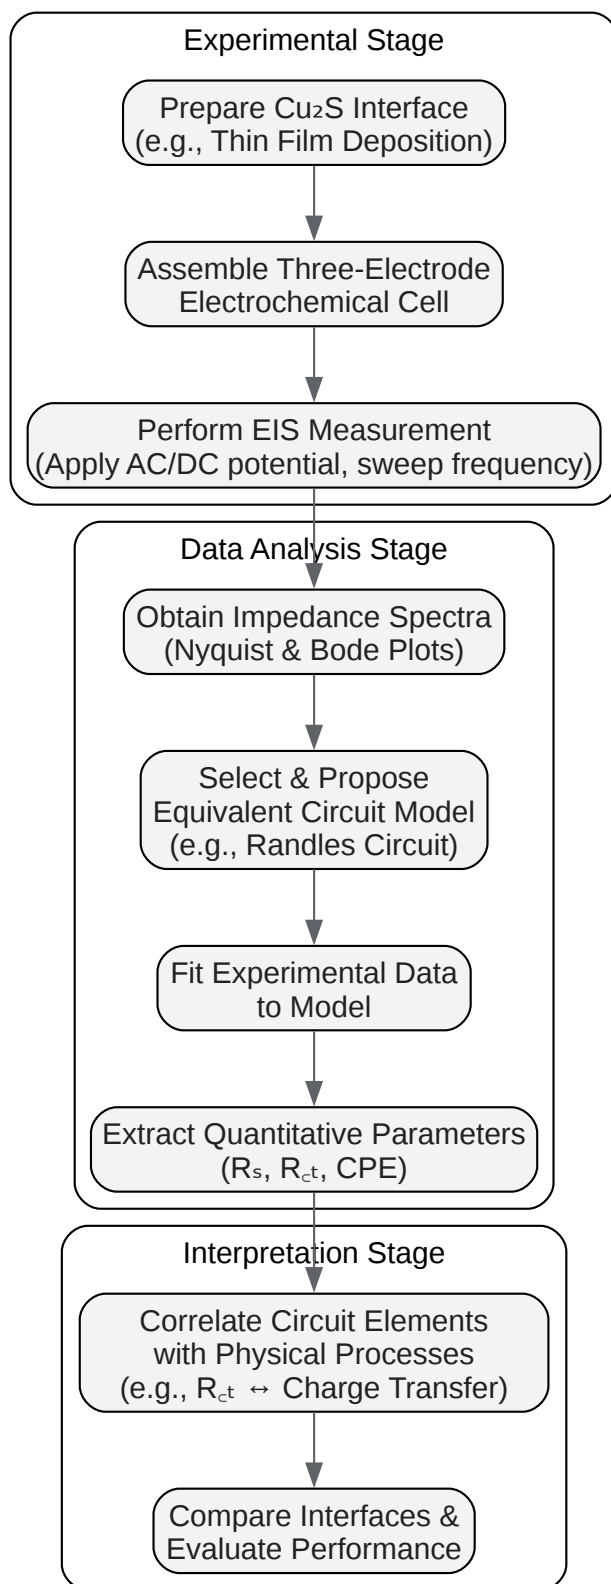 Experimental Stage
Prepare Cu₂S Interface
(e.g., Thin Film Deposition)
Assemble Three-Electrode
Electrochemical Cell
Perform EIS Measurement
(Apply AC/DC potential, sweep frequency)
Data Analysis Stage
Obtain Impedance Spectra
(Nyquist & Bode Plots)
Select & Propose
Equivalent Circuit Model
(e.g., Randles Circuit)
Fit Experimental Data
to Model
Extract Quantitative Parameters
(Rₛ, R꜀ₜ, CPE)
Interpretation Stage
Correlate Circuit Elements
with Physical Processes
(e.g., R꜀ₜ ↔ Charge Transfer)
Compare Interfaces &
Evaluate Performance